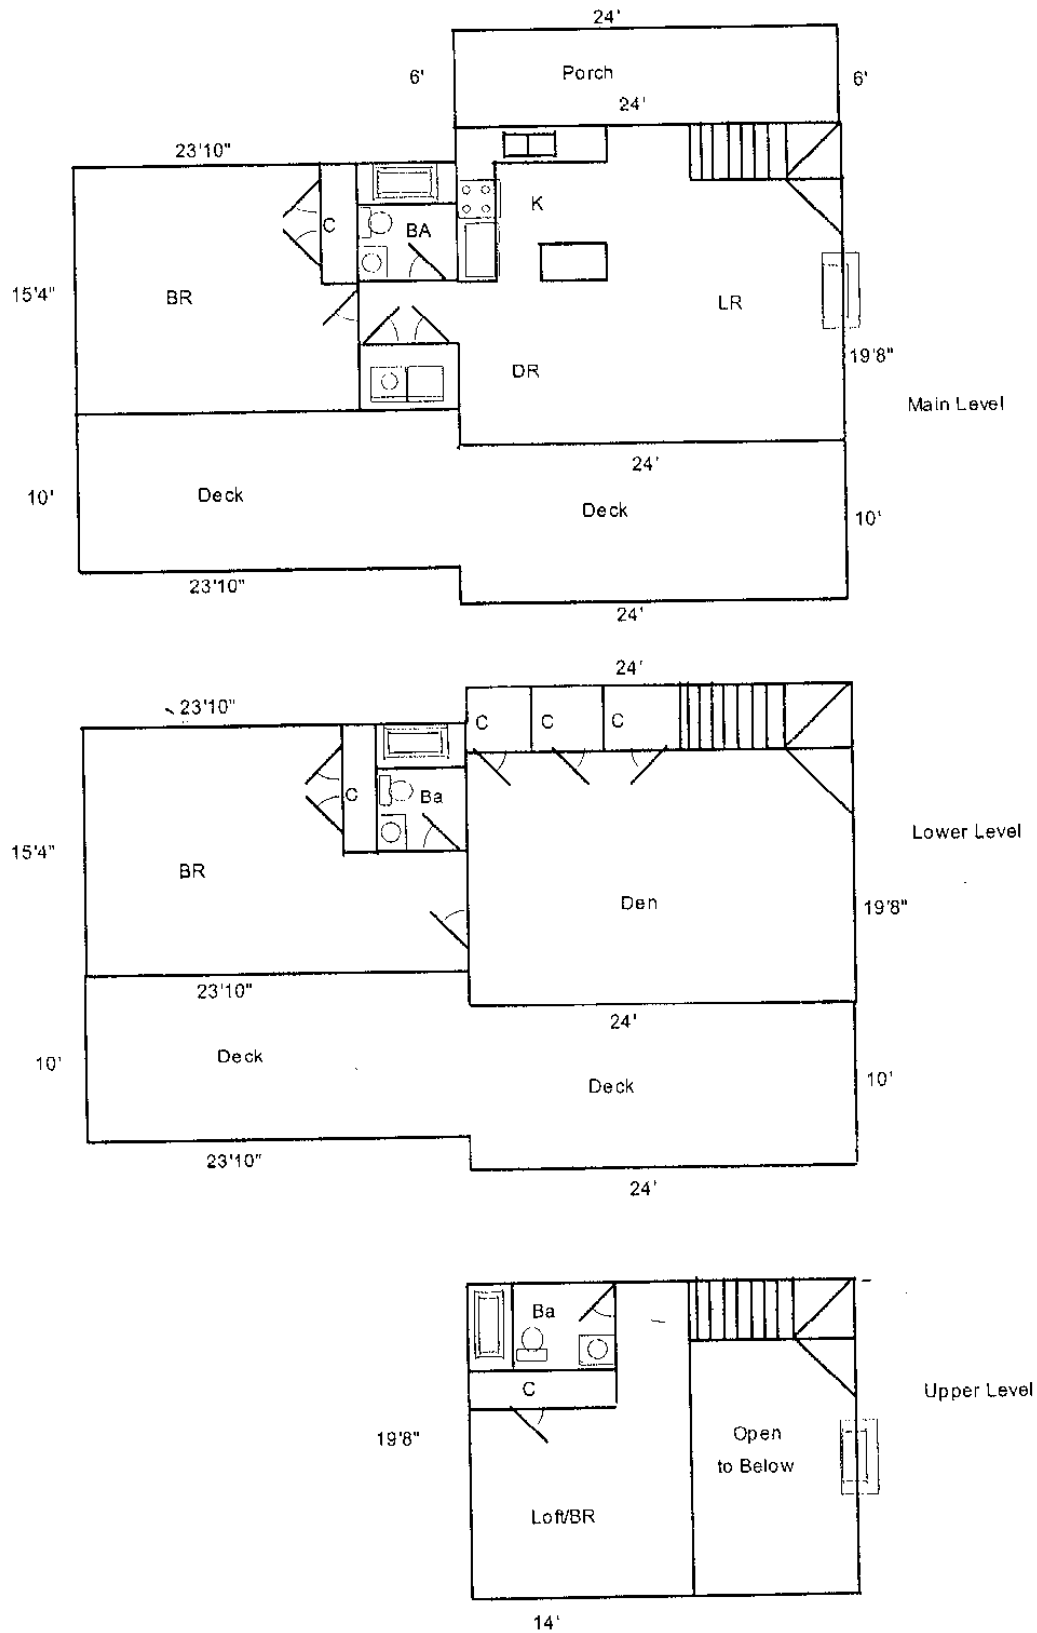 24'
6'
Porch
6'
24'
23'10"
C
BA
K
15'4"
BR
LR
19'8"
DR
Main Level
24'
10'
Deck
Deck
10'
23'10"
24'
24'
23'10"
C
C
C
C
Ba
Lower Level
15'4"
BR
Den
19'8"
23'10"
24'
10'
Deck
Deck
10'
23'10"
24'
Ba
C
Upper Level
19'8"
Open
to Below
Loft/BR
14'